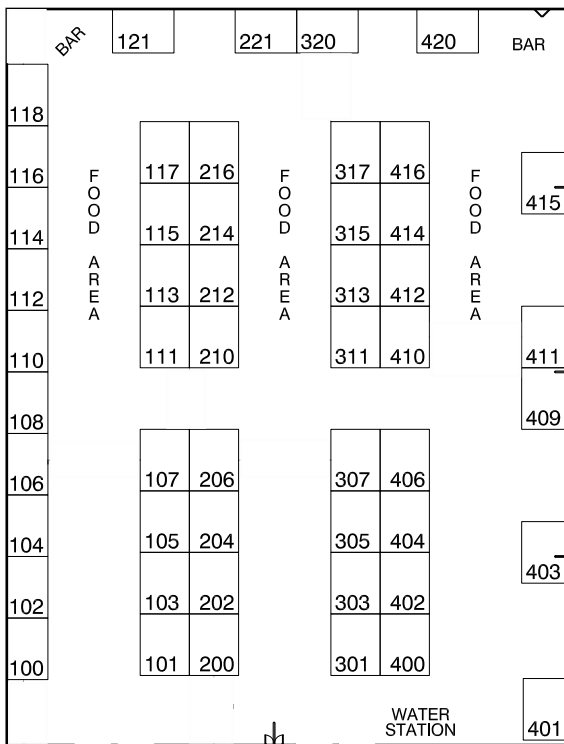 BAR 121 221 320 420 BAR
118
117 216 317 416
116
415
115 214 315 414
114
113 212 313 412
112
FOOD AREA FOOD AREA FOOD AREA
111 210 311 410 411
110
108 409
107 206 307 406
106
105 204 305 404
104 403
103 202 303 402
102
101 200 301 400
100
WATER
STATION
401